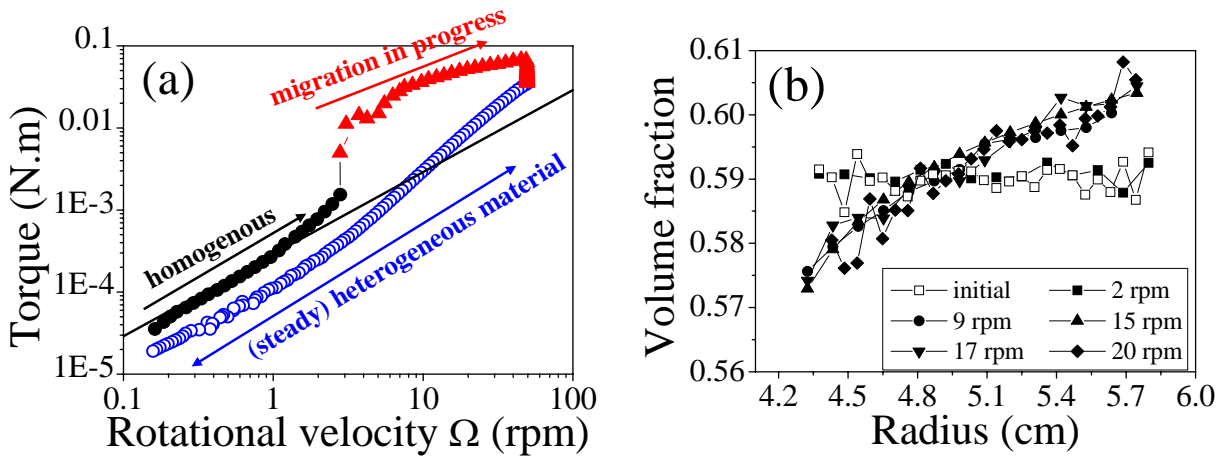 (a)
migration in progress
homogenous
(steady) heterogeneous material
0.1
0.01
1E-3
1E-4
1E-5
Torque (N.m)
0.1 1 10 100
Rotational velocity Ω (rpm)
(b)
0.61
0.60
0.59
0.58
0.57
0.56
Volume fraction
initial 2 rpm
9 rpm 15 rpm
17 rpm 20 rpm
4.2 4.5 4.8 5.1 5.4 5.7 6.0
Radius (cm)